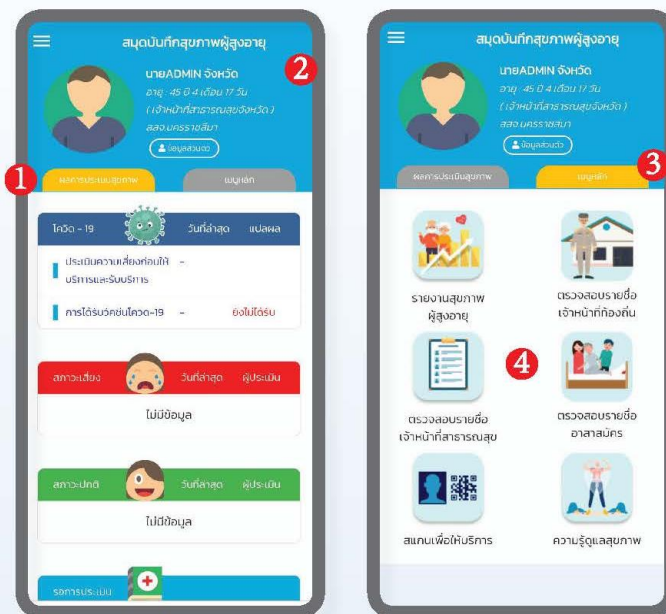 สมุดบันทึกสุขภาพผู้สูงอายุ
2
นายADMIN จังหวัด
อายุ 45 ปี 4 เดือน 17 วัน
( เจ้าหน้าที่สาธารณสุขจังหวัด )
สสจ.นครราชสีมา
ข้อมูลส่วนตัว
1
ผลการประเมินสุขภาพ
เมนูหลัก
โควิด - 19 วันที่ล่าสุด แปลผล
ประเมินความเสี่ยงก่อนให้ -
บริการและรับบริการ
การได้รับวัคซีนโควิด-19 - ยังไม่ได้รับ
สภาวะเสี่ยง วันที่ล่าสุด ผู้ประเมิน
ไม่มีข้อมูล
สภาวะปกติ วันที่ล่าสุด ผู้ประเมิน
ไม่มีข้อมูล
รอการประเมิน
สมุดบันทึกสุขภาพผู้สูงอายุ
นายADMIN จังหวัด
อายุ 45 ปี 4 เดือน 17 วัน
( เจ้าหน้าที่สาธารณสุขจังหวัด )
สสจ.นครราชสีมา
ข้อมูลส่วนตัว
3
ผลการประเมินสุขภาพ
เมนูหลัก
รายงานสุขภาพ
ผู้สูงอายุ
ตรวจสอบรายชื่อ
เจ้าหน้าที่ท้องถิ่น
4
ตรวจสอบรายชื่อ
เจ้าหน้าที่สาธารณสุข
ตรวจสอบรายชื่อ
อาสาสมัคร
สแกนเพื่อให้บริการ
ความรู้ดูแลสุขภาพ